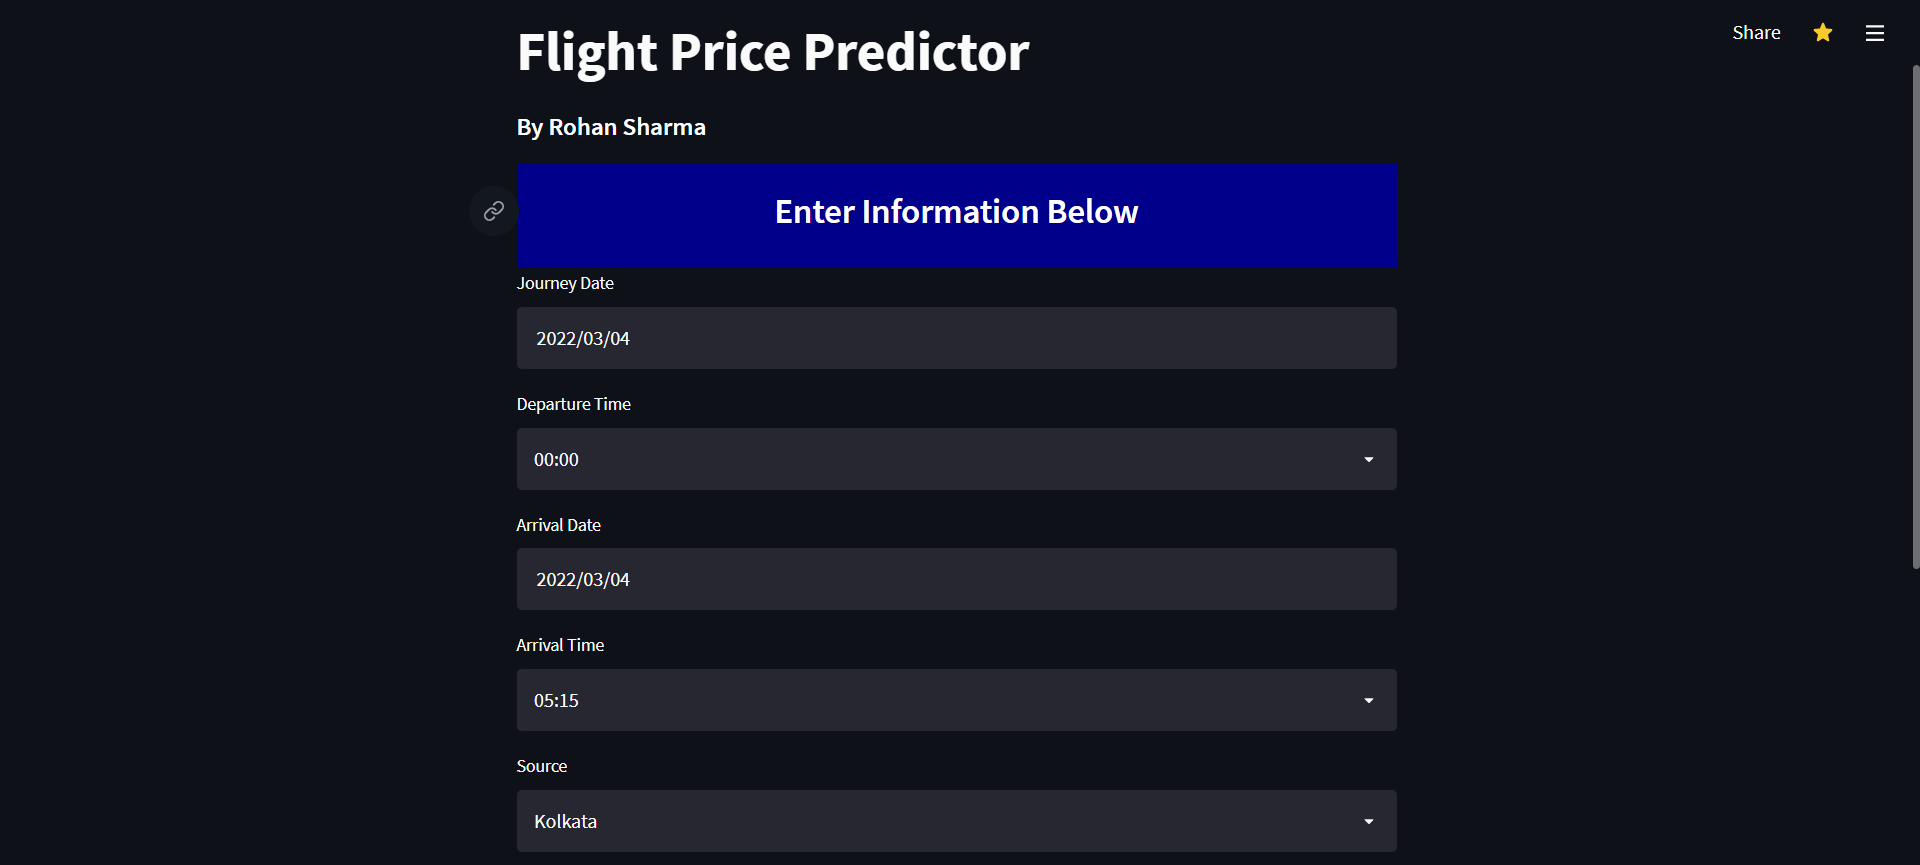 Share
Flight Price Predictor
By Rohan Sharma
Enter Information Below
Journey Date
2022/03/04
Departure Time
00:00
Arrival Date
2022/03/04
Arrival Time
05:15
Source
Kolkata